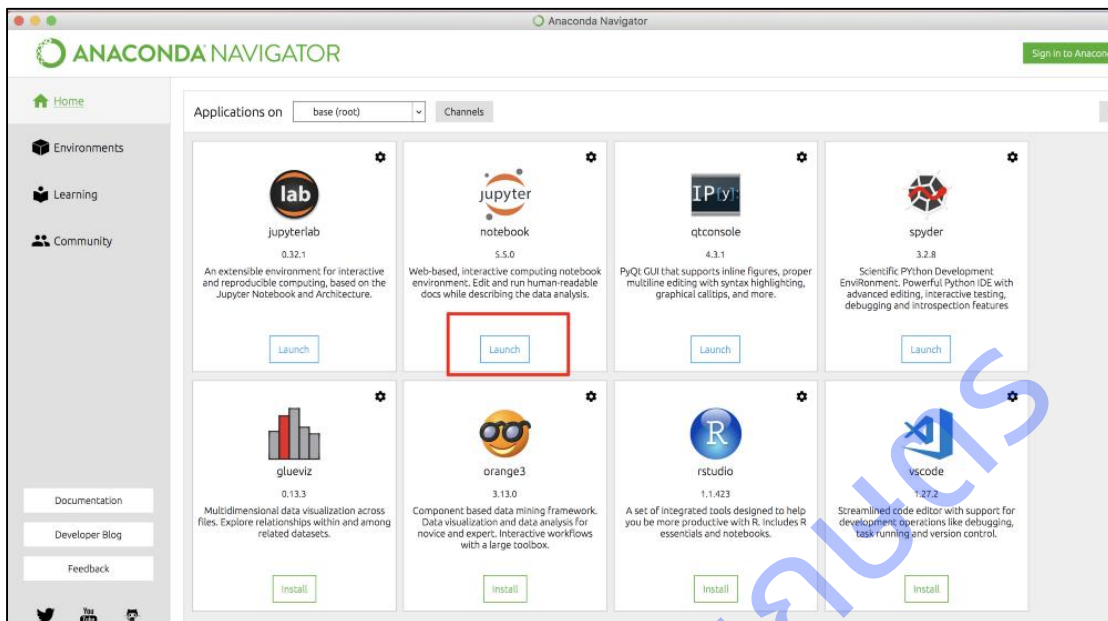 Anaconda Navigator
ANACONDA NAVIGATOR
Sign in to Anacon
Home
Environments
Learning
Community
Documentation
Developer Blog
Feedback
Applications on
base (root)
Channels
lab
jupyterlab
0.32.1
An extensible environment for interactive
and reproducible computing, based on the
Jupyter Notebook and Architecture.
Launch
jupyter
notebook
5.5.0
Web-based, interactive computing notebook
environment. Edit and run human-readable
docs while describing the data analysis.
Launch
IP[y]:
qtconsole
4.3.1
PyQt GUI that supports inline figures, proper
multiline editing with syntax highlighting,
graphical calltips, and more.
Launch
spyder
3.2.8
Scientific PYthon Development
EnviRonment. Powerful Python IDE with
advanced editing, interactive testing,
debugging and introspection features
Launch
glueviz
0.13.3
Multidimensional data visualization across
files. Explore relationships within and among
related datasets.
Install
orange3
3.13.0
Component based data mining framework.
Data visualization and data analysis for
novice and expert. Interactive workflows
with a large toolbox.
Install
R
rstudio
1.1.423
A set of integrated tools designed to help
you be more productive with R. Includes R
essentials and notebooks.
Install
vscode
1.27.2
Streamlined code editor with support for
development operations like debugging,
task running and version control.
Install
You